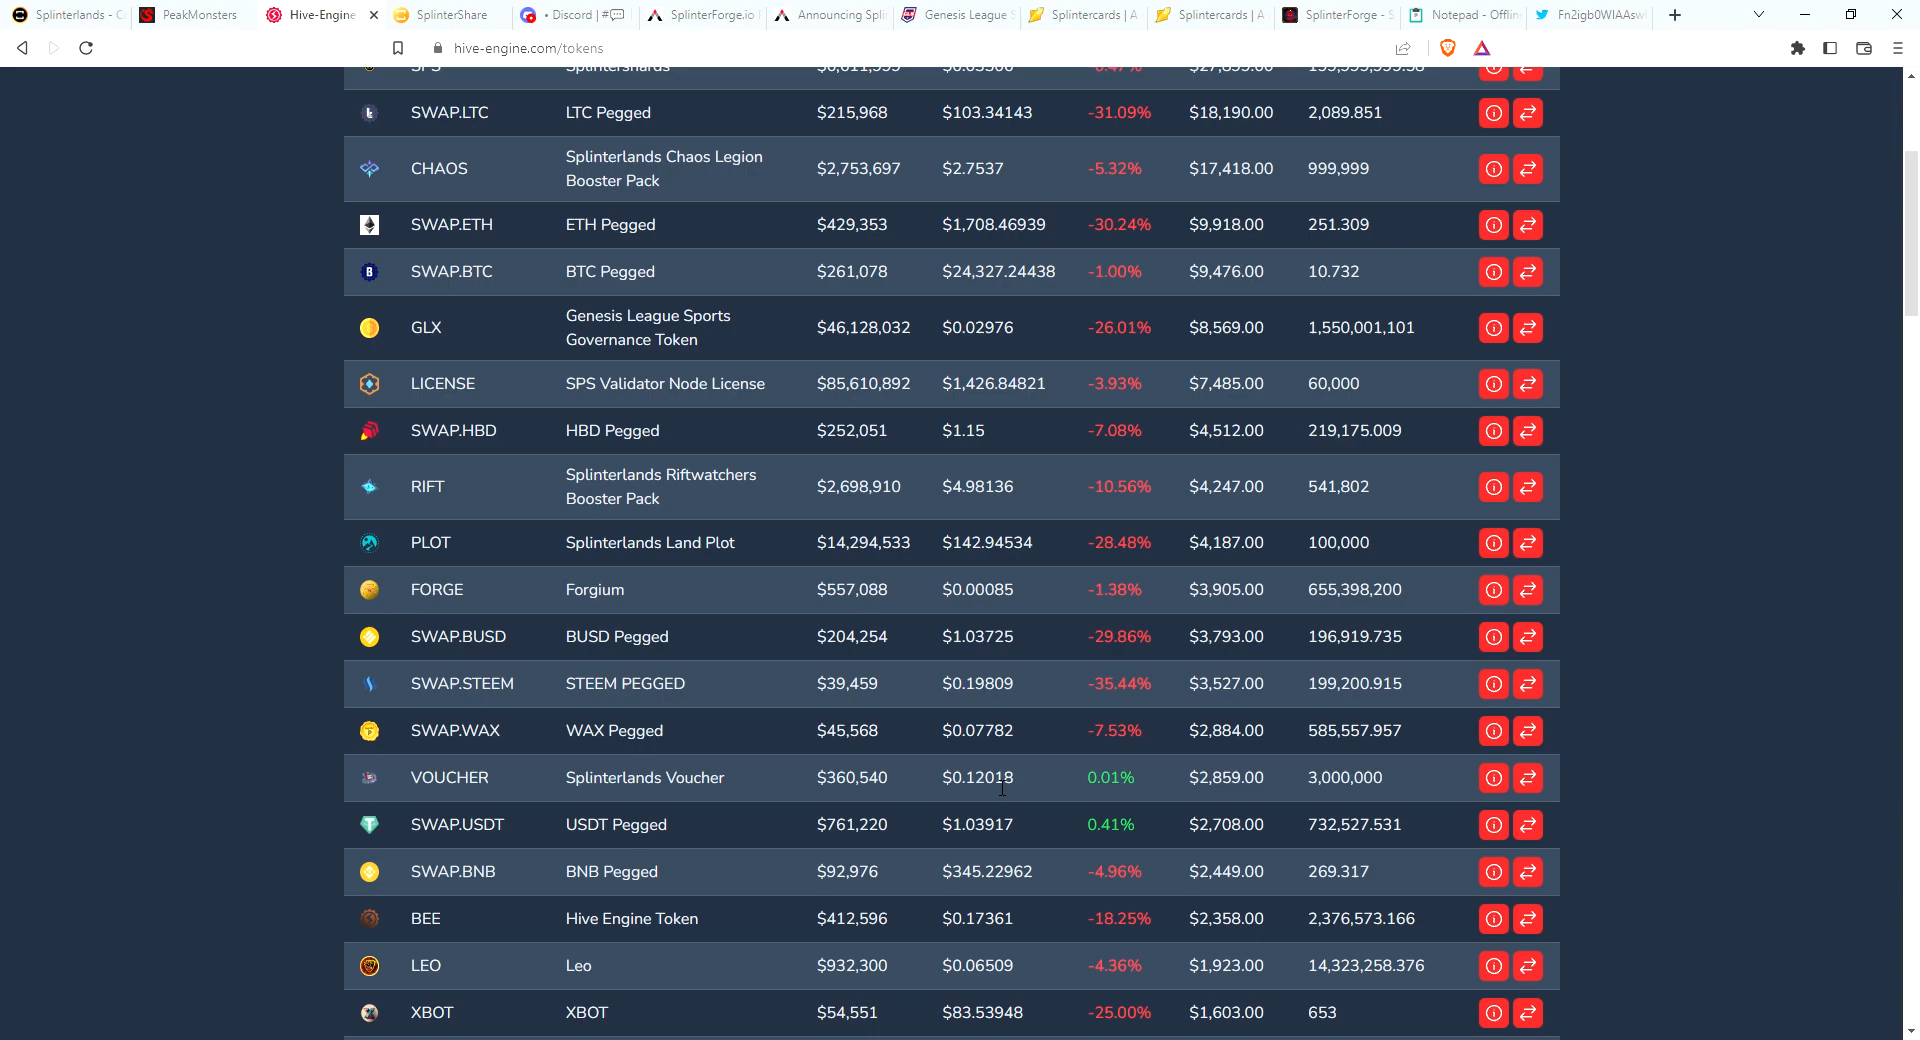 Splinterlands - C
PeakMonsters
Hive-Engine
SplinterShare
• Discord | #
SplinterForge.io
Announcing Spli
Genesis League S
Splintercards | A
Splintercards | A
SplinterForge - S
Notepad - Offlin
Fn2igb0WIAAsw
hive-engine.com/tokens
SWAP.LTC LTC Pegged $215,968 $103.34143 -31.09% $18,190.00 2,089.851
CHAOS Splinterlands Chaos Legion
Booster Pack $2,753,697 $2.7537 -5.32% $17,418.00 999,999
SWAP.ETH ETH Pegged $429,353 $1,708.46939 -30.24% $9,918.00 251.309
SWAP.BTC BTC Pegged $261,078 $24,327.24438 -1.00% $9,476.00 10.732
GLX Genesis League Sports
Governance Token $46,128,032 $0.02976 -26.01% $8,569.00 1,550,001,101
LICENSE SPS Validator Node License $85,610,892 $1,426.84821 -3.93% $7,485.00 60,000
SWAP.HBD HBD Pegged $252,051 $1.15 -7.08% $4,512.00 219,175.009
RIFT Splinterlands Riftwatchers
Booster Pack $2,698,910 $4.98136 -10.56% $4,247.00 541,802
PLOT Splinterlands Land Plot $14,294,533 $142.94534 -28.48% $4,187.00 100,000
FORGE Forgium $557,088 $0.00085 -1.38% $3,905.00 655,398,200
SWAP.BUSD BUSD Pegged $204,254 $1.03725 -29.86% $3,793.00 196,919.735
SWAP.STEEM STEEM PEGGED $39,459 $0.19809 -35.44% $3,527.00 199,200.915
SWAP.WAX WAX Pegged $45,568 $0.07782 -7.53% $2,884.00 585,557.957
VOUCHER Splinterlands Voucher $360,540 $0.12018 0.01% $2,859.00 3,000,000
SWAP.USDT USDT Pegged $761,220 $1.03917 0.41% $2,708.00 732,527.531
SWAP.BNB BNB Pegged $92,976 $345.22962 -4.96% $2,449.00 269.317
BEE Hive Engine Token $412,596 $0.17361 -18.25% $2,358.00 2,376,573.166
LEO Leo $932,300 $0.06509 -4.36% $1,923.00 14,323,258.376
XBOT XBOT $54,551 $83.53948 -25.00% $1,603.00 653